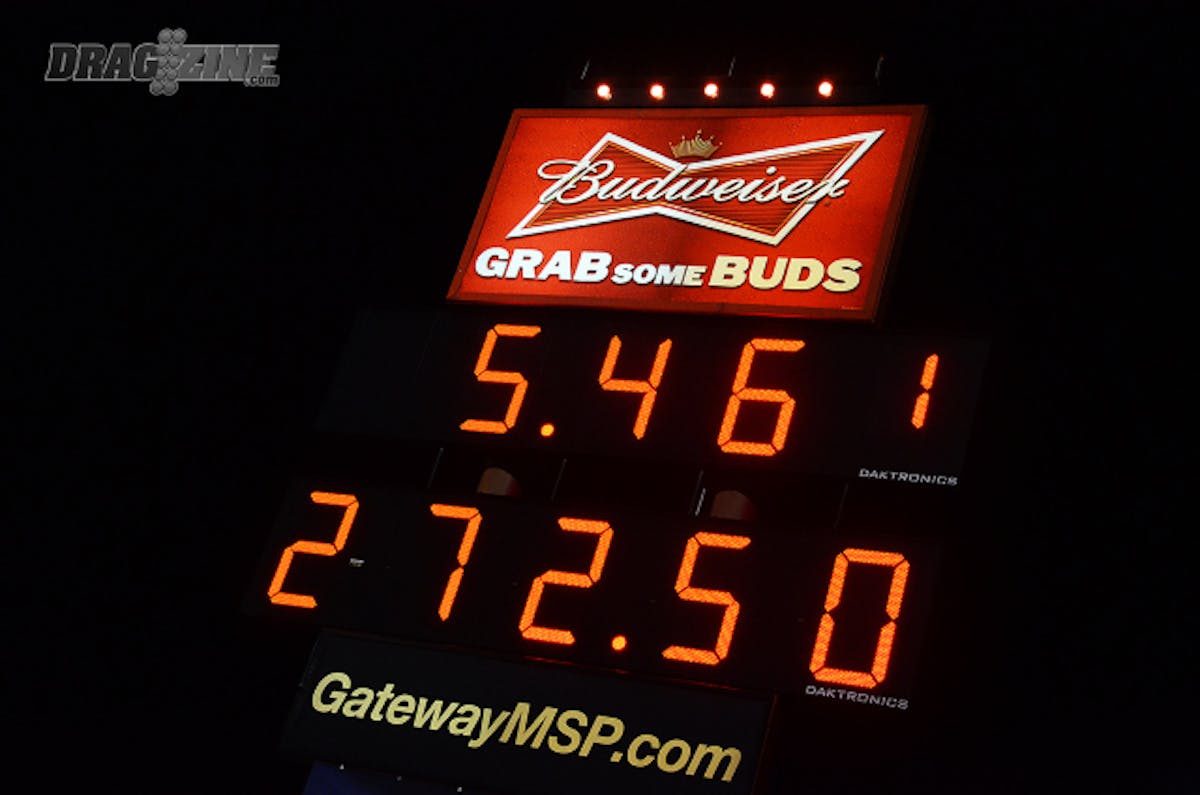 DRAGZINE
.com
Budweiser
GRAB SOME BUDS
5.461
DAKTRONICS
272.50
DAKTRONICS
GatewayMSP.com